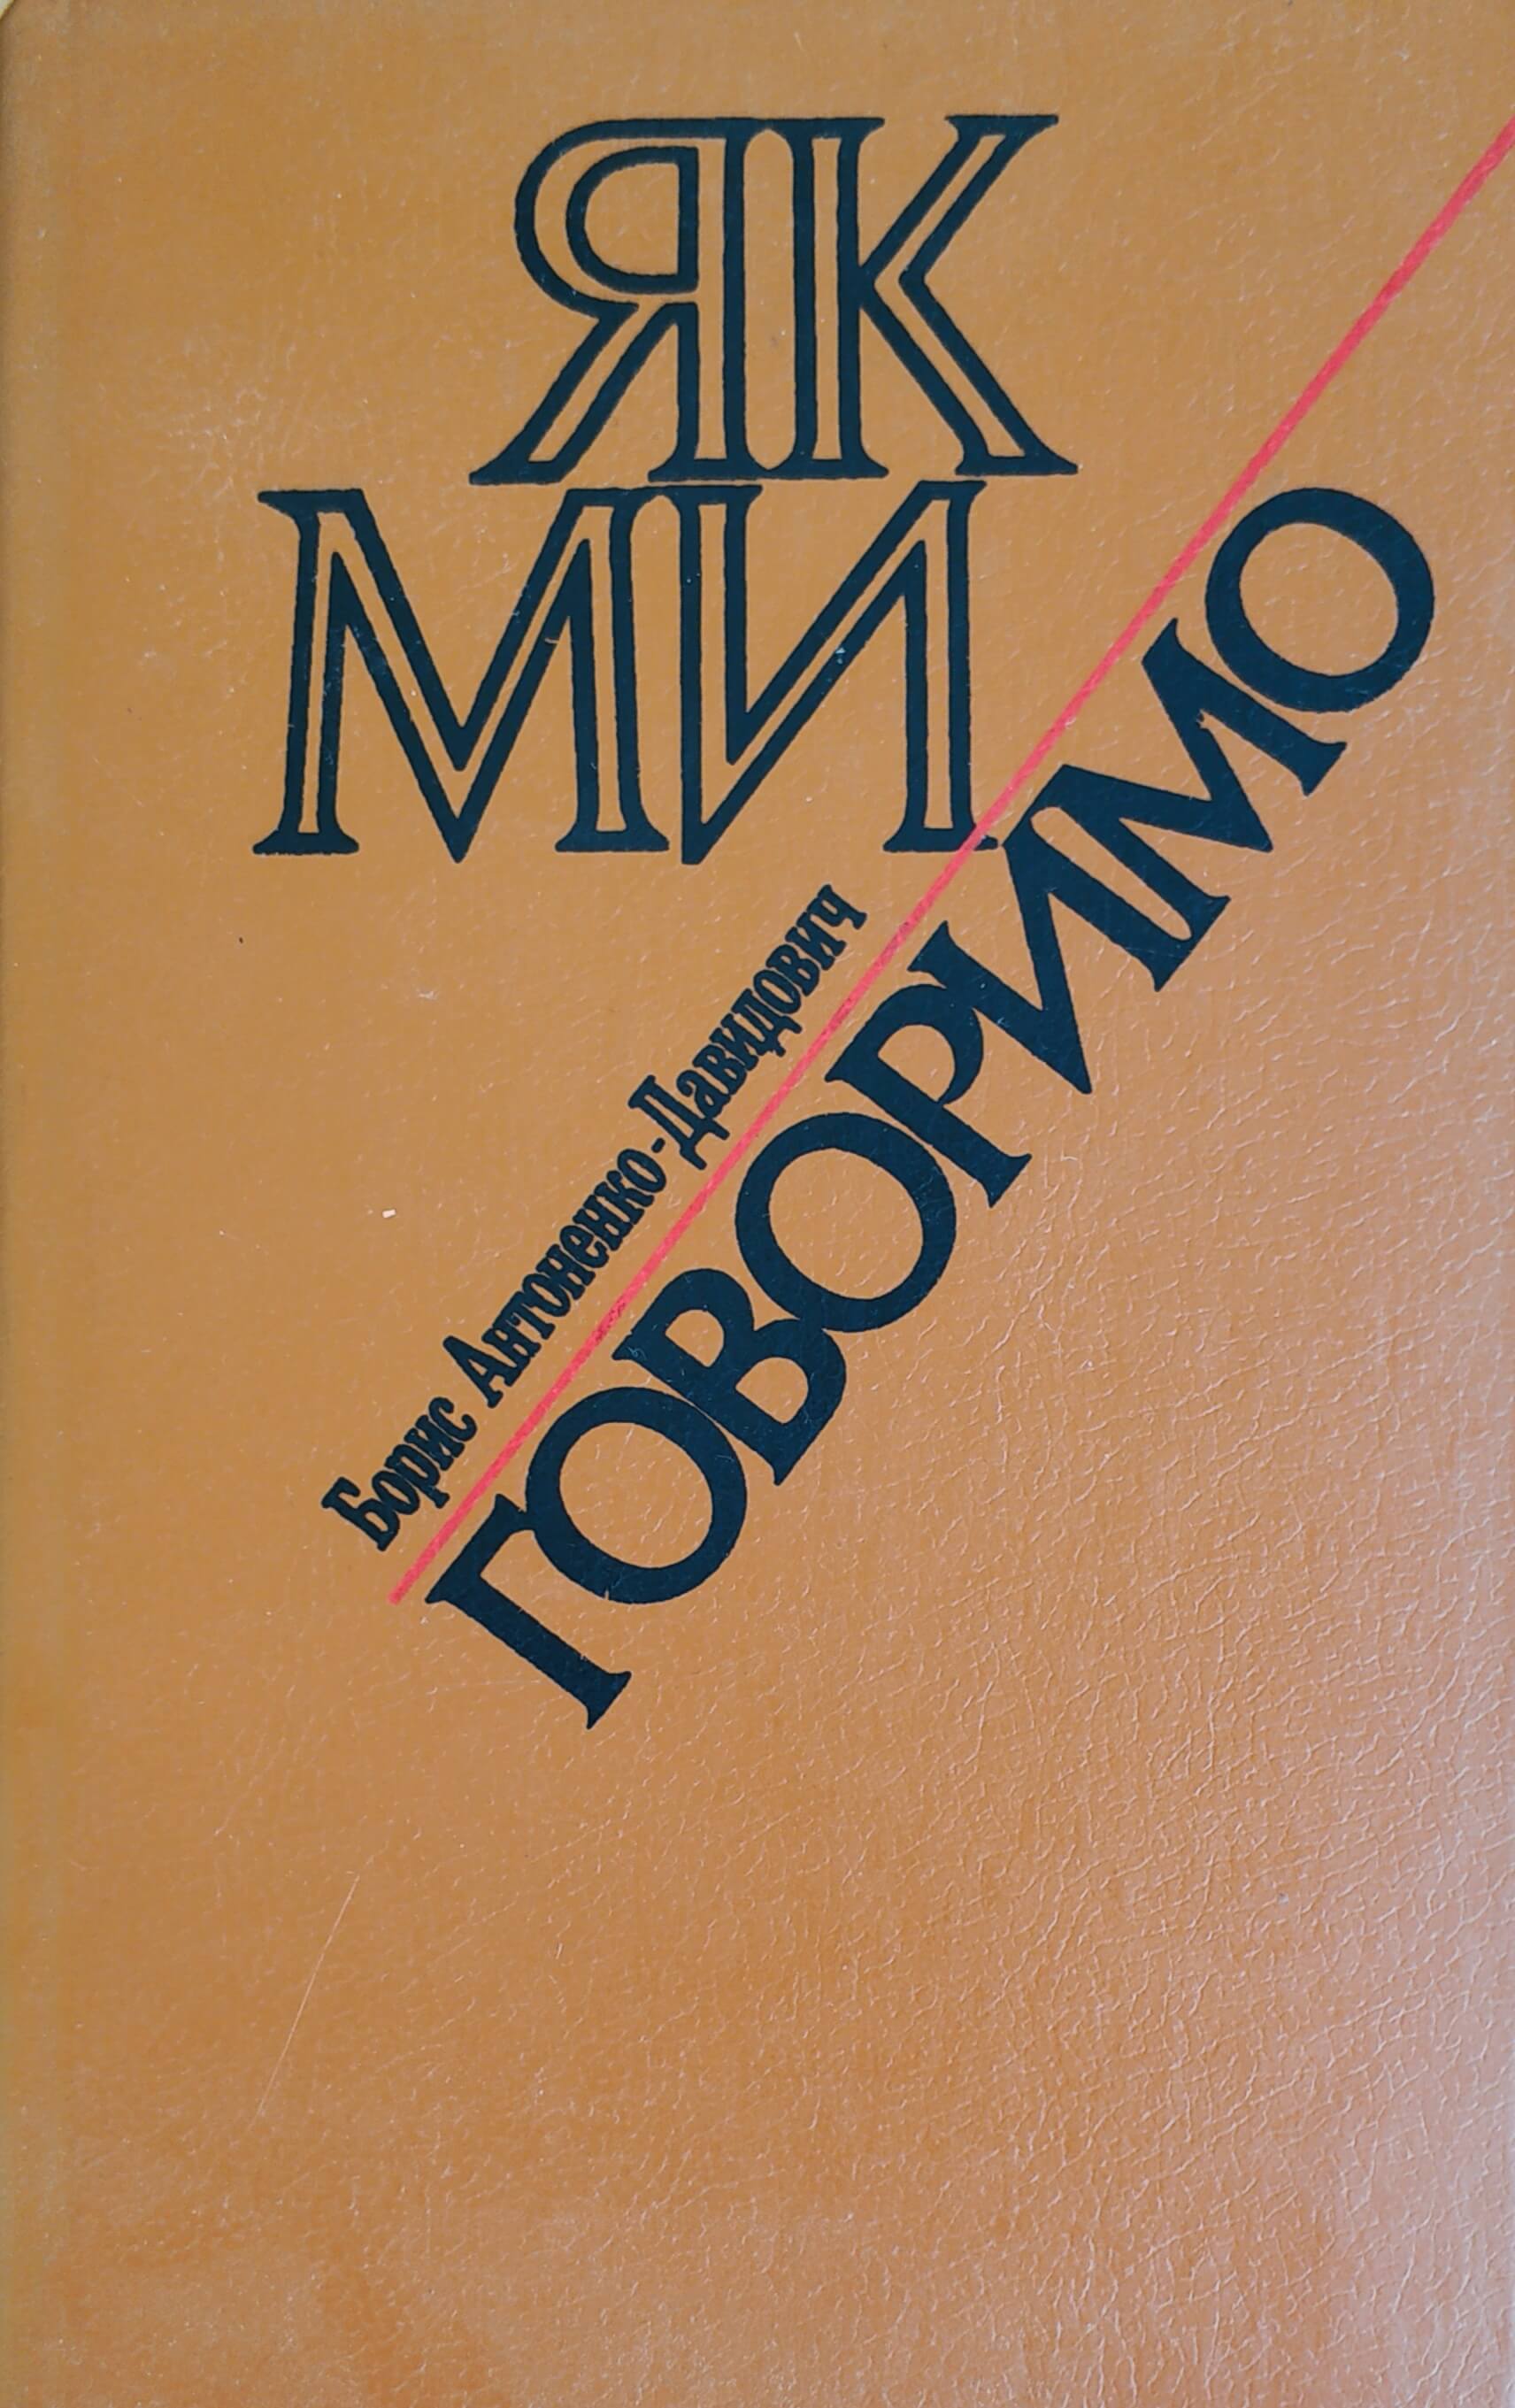 ЯК
МИ
Борис Антоненко-Давидович
ГОВОРИМО